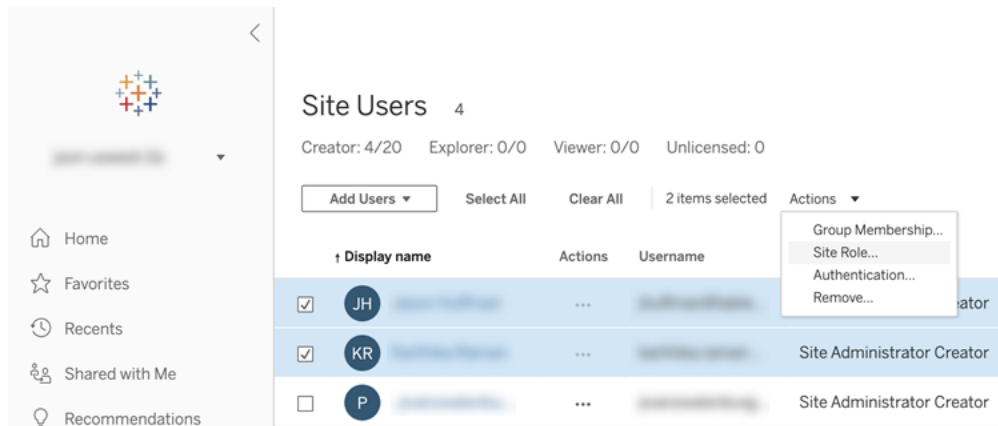 Site Users 4
Creator: 4/20 Explorer: 0/0 Viewer: 0/0 Unlicensed: 0
Add Users ▼ Select All Clear All 2 items selected Actions ▼
Group Membership...
Site Role...
Authentication...
Remove...
Home
Favorites
Recents
Shared with Me
Recommendations
↑ Display name Actions Username
JH ... ator
KR ... Site Administrator Creator
P ... Site Administrator Creator